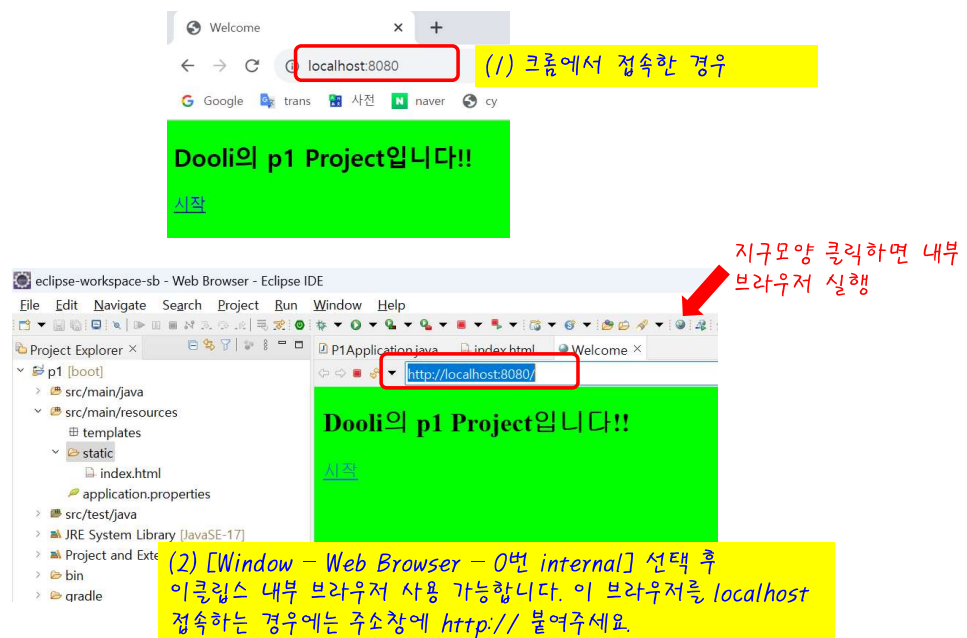 Welcome
localhost:8080
(1) 크롬에서 접속한 경우
Google trans 사전 naver cy
Dooli의 p1 Project입니다!!
시작
지구모양 클릭하면 내부
브라우저 실행
eclipse-workspace-sb - Web Browser - Eclipse IDE
File Edit Navigate Search Project Run Window Help
Project Explorer
P1Application.java index.html Welcome
p1 [boot]
http://localhost:8080/
src/main/java
src/main/resources
templates
static
index.html
application.properties
src/test/java
JRE System Library [JavaSE-17]
Project and Exte
bin
gradle
Dooli의 p1 Project입니다!!
시작
(2) [Window - Web Browser - 0번 internal] 선택 후
이클립스 내부 브라우저 사용 가능합니다. 이 브라우저를 localhost
접속하는 경우에는 주소창에 http:// 붙여주세요.